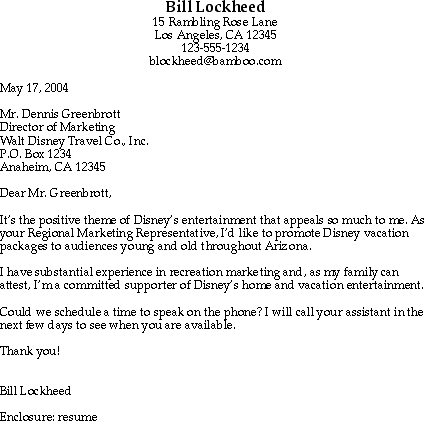 Bill Lockheed
15 Rambling Rose Lane
Los Angeles, CA 12345
123-555-1234
blockheed@bamboo.com
May 17, 2004
Mr. Dennis Greenbrott
Director of Marketing
Walt Disney Travel Co., Inc.
P.O. Box 1234
Anaheim, CA 12345
Dear Mr. Greenbrott,
It's the positive theme of Disney's entertainment that appeals so much to me. As
your Regional Marketing Representative, I'd like to promote Disney vacation
packages to audiences young and old throughout Arizona.
I have substantial experience in recreation marketing and, as my family can
attest, I'm a committed supporter of Disney's home and vacation entertainment.
Could we schedule a time to speak on the phone? I will call your assistant in the
next few days to see when you are available.
Thank you!
Bill Lockheed
Enclosure: resume